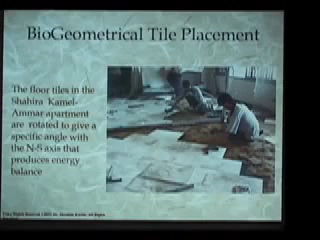 BioGeometrical Tile Placement
The floor tiles in the
Shahira Kamel-
Ammar apartment
are rotated to give a
specific angle with
the N-S axis that
produces energy
balance